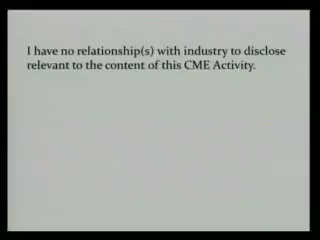 I have no relationship(s) with industry to disclose
relevant to the content of this CME Activity.